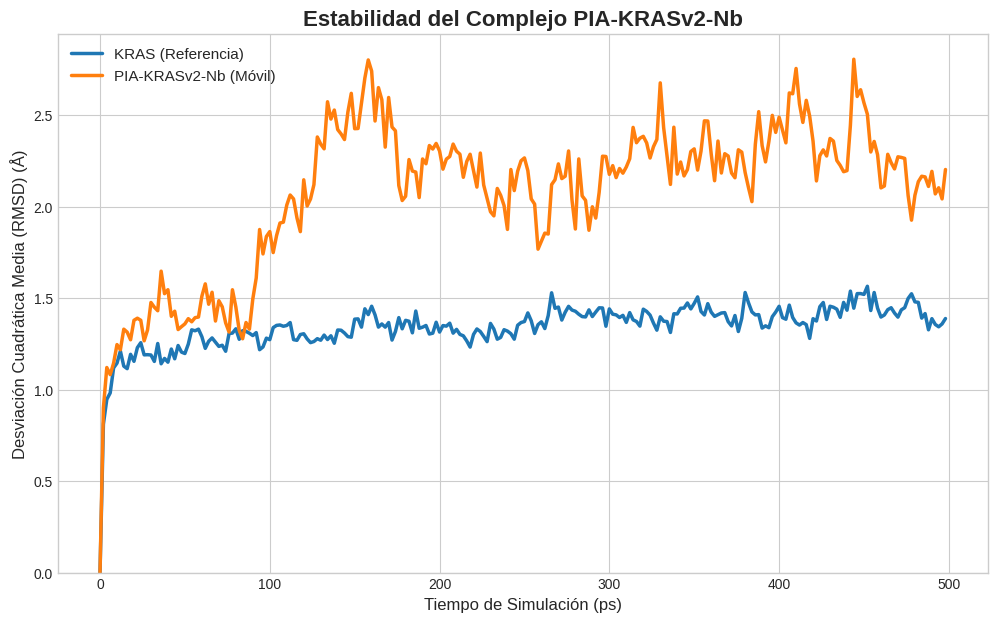 Estabilidad del Complejo PIA-KRASv2-Nb
KRAS (Referencia)
PIA-KRASv2-Nb (Móvil)
Desviación Cuadrática Media (RMSD) (Å)
2.5
2.0
1.5
1.0
0.5
0.0
0 100 200 300 400 500
Tiempo de Simulación (ps)